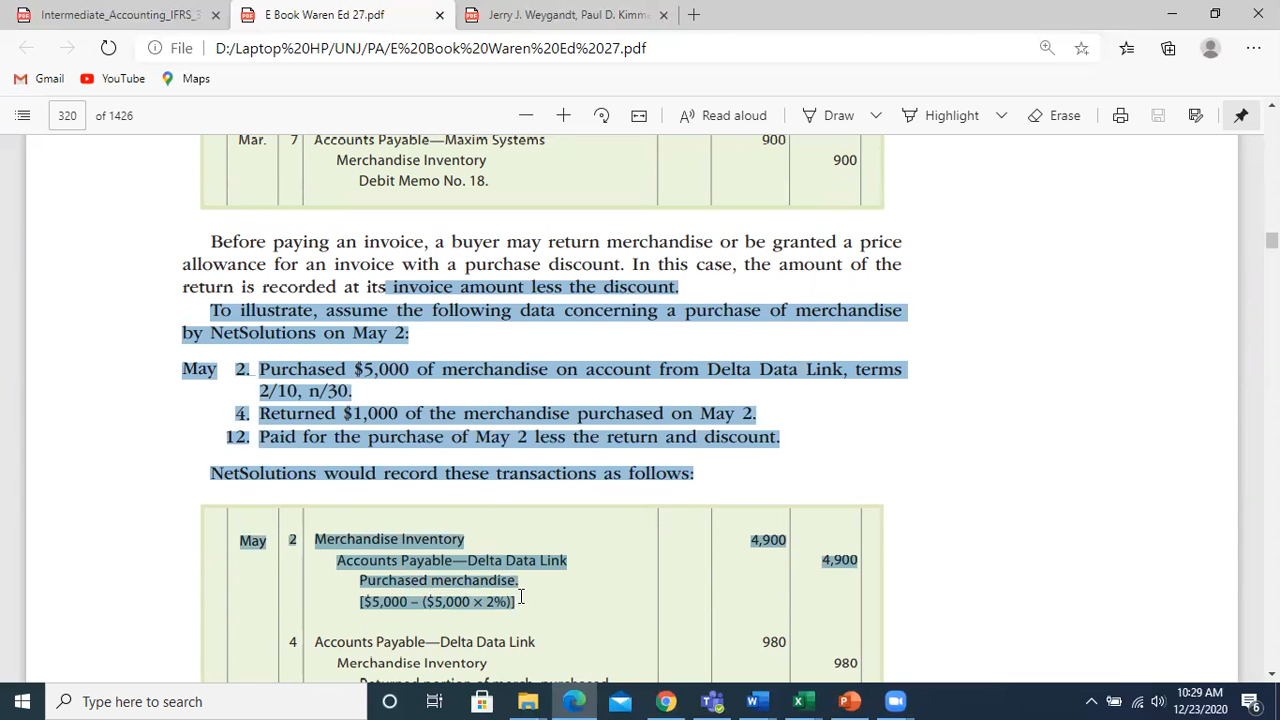 Intermediate_Accounting_IFRS_3
E Book Waren Ed 27.pdf
Jerry J. Weygandt, Paul D. Kimme
File
D:/Laptop%20HP/UNJ/PA/E%20Book%20Waren%20Ed%2027.pdf
Gmail YouTube Maps
320 of 1426
Read aloud
Draw
Highlight
Erase
Mar. 7 Accounts Payable—Maxim Systems 900
Merchandise Inventory 900
Debit Memo No. 18.
Before paying an invoice, a buyer may return merchandise or be granted a price
allowance for an invoice with a purchase discount. In this case, the amount of the
return is recorded at its invoice amount less the discount.
To illustrate, assume the following data concerning a purchase of merchandise
by NetSolutions on May 2:
May 2. Purchased $5,000 of merchandise on account from Delta Data Link, terms
2/10, n/30.
4. Returned $1,000 of the merchandise purchased on May 2.
12. Paid for the purchase of May 2 less the return and discount.
NetSolutions would record these transactions as follows:
May 2 Merchandise Inventory 4,900
Accounts Payable—Delta Data Link 4,900
Purchased merchandise.
[$5,000 – ($5,000 × 2%)]
4 Accounts Payable—Delta Data Link 980
Merchandise Inventory 980
Returned portion of merch. purchased
Type here to search
10:29 AM
12/23/2020